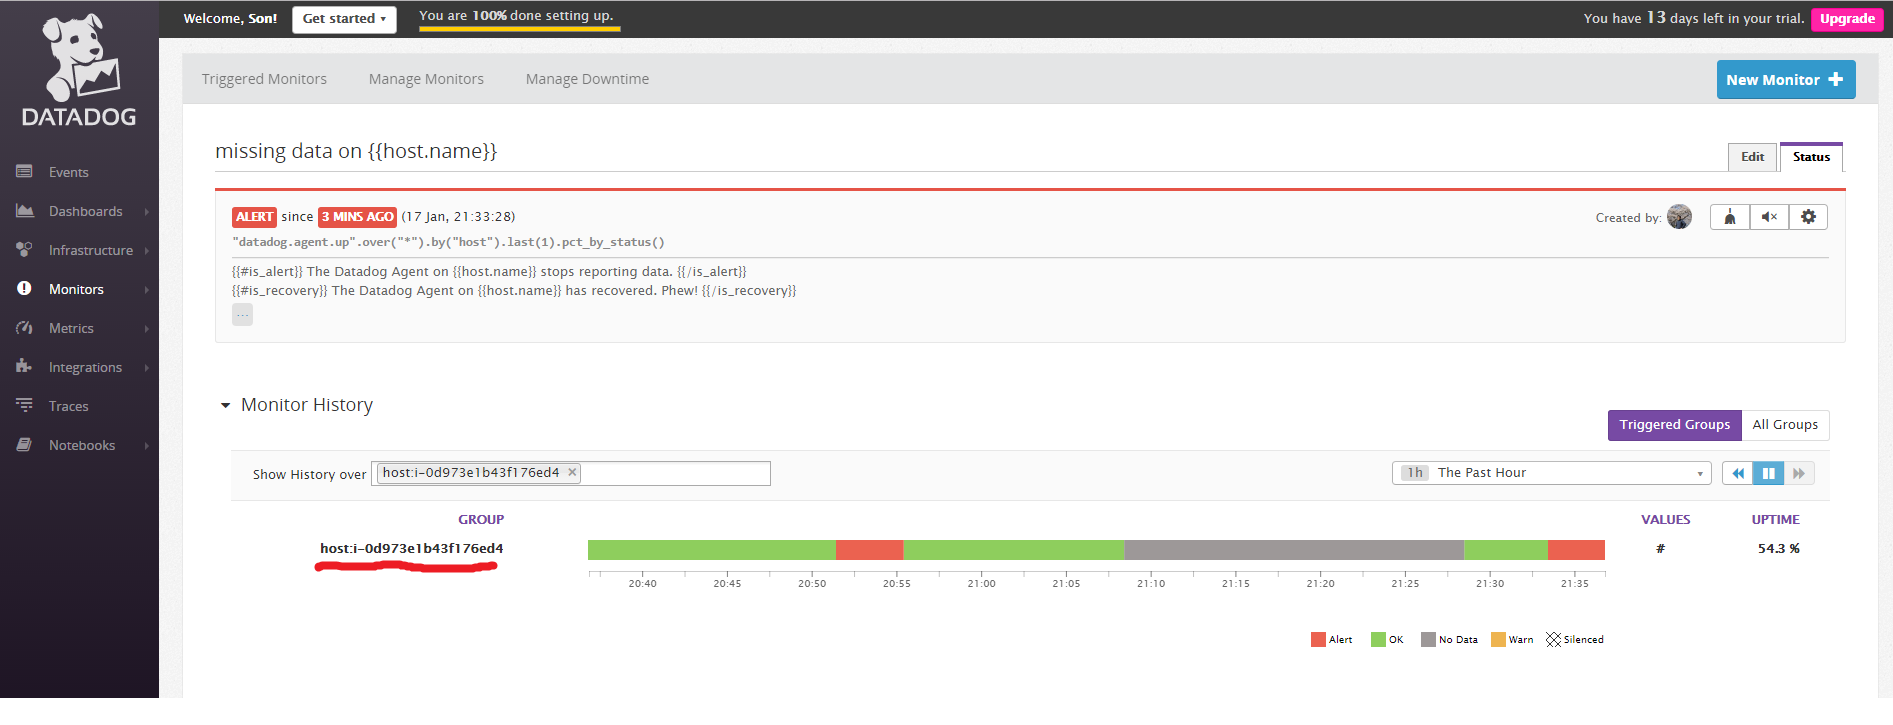 Welcome, Son! Get started You are 100% done setting up. You have 13 days left in your trial. Upgrade
DATADOG
Events
Dashboards
Infrastructure
Monitors
Metrics
Integrations
Traces
Notebooks
Triggered Monitors Manage Monitors Manage Downtime New Monitor +
missing data on {{host.name}} Edit Status
ALERT since 3 MINS AGO (17 Jan, 21:33:28) Created by:
"datadog.agent.up".over("*").by("host").last(1).pct_by_status()
{{#is_alert}} The Datadog Agent on {{host.name}} stops reporting data. {{/is_alert}}
{{#is_recovery}} The Datadog Agent on {{host.name}} has recovered. Phew! {{/is_recovery}}
...
Monitor History
Triggered Groups All Groups
Show History over host:i-0d973e1b43f176ed4 × 1h The Past Hour
GROUP VALUES UPTIME
host:i-0d973e1b43f176ed4 # 54.3 %
20:40 20:45 20:50 20:55 21:00 21:05 21:10 21:15 21:20 21:25 21:30 21:35
Alert OK No Data Warn Silenced